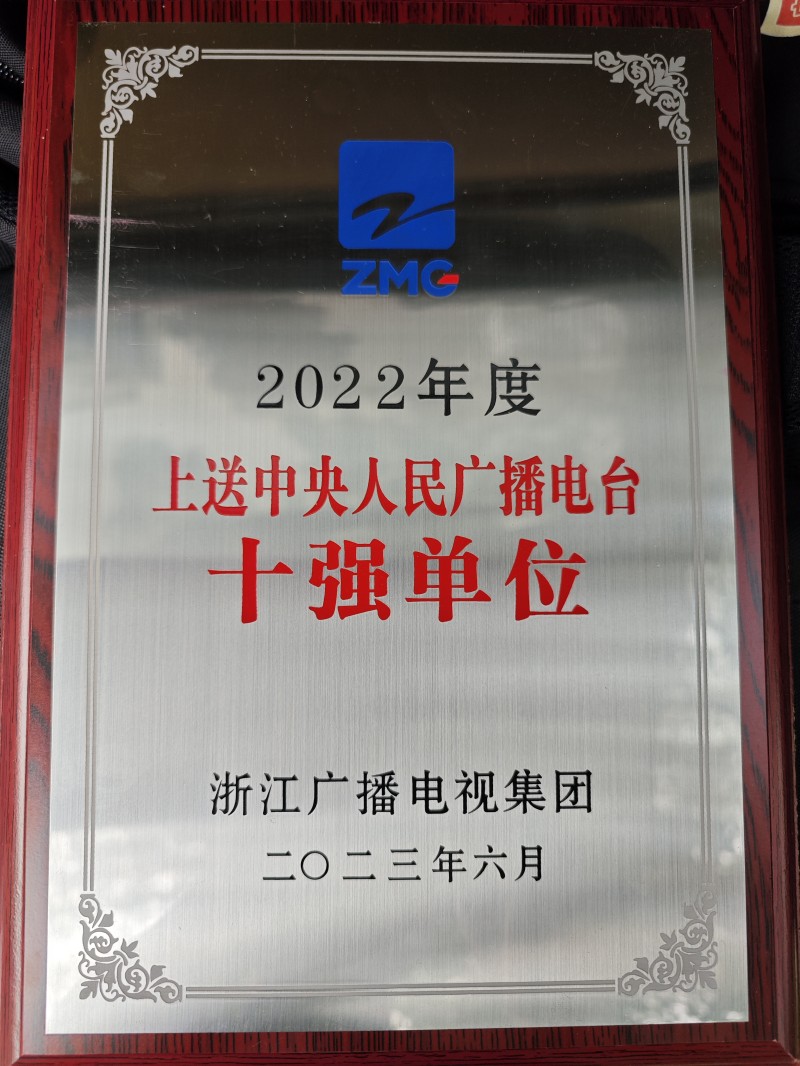 ZMG
2022年度
上送中央人民广播电台
十强单位
浙江广播电视集团
二〇二三年六月